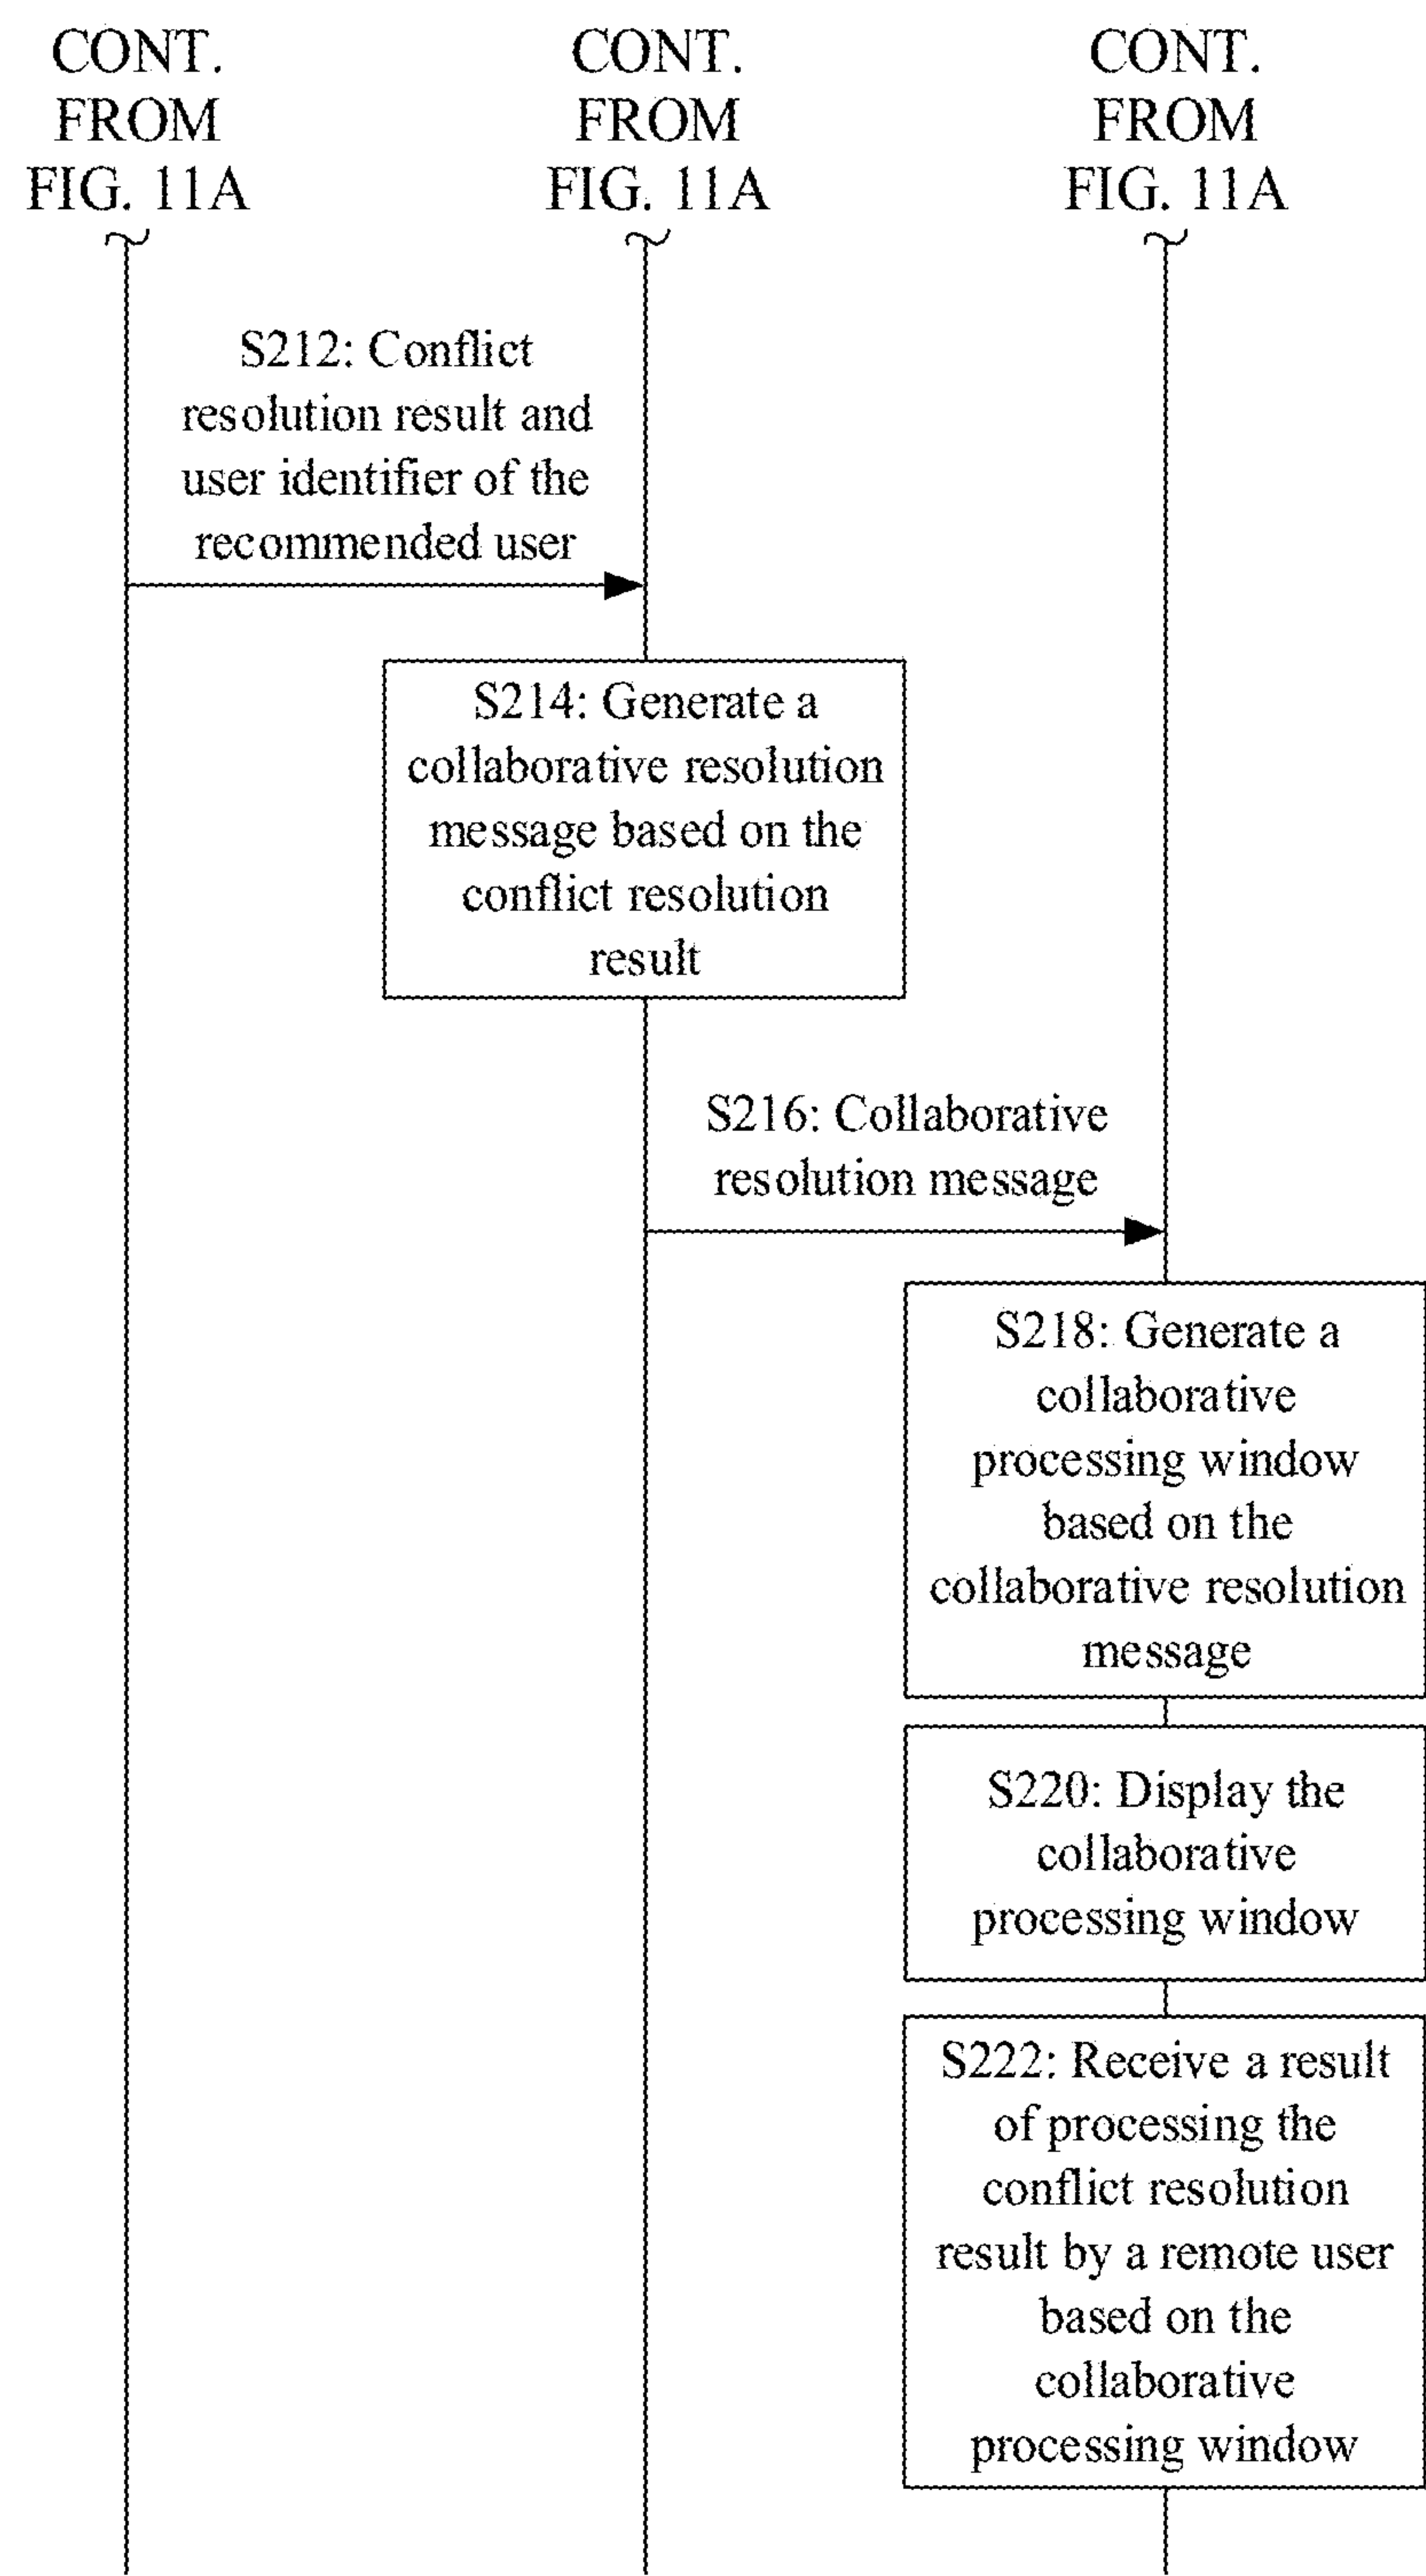 CONT.
FROM
FIG. 11A
CONT.
FROM
FIG. 11A
CONT.
FROM
FIG. 11A
S212: Conflict
resolution result and
user identifier of the
recommended user
S214: Generate a
collaborative resolution
message based on the
conflict resolution
result
S216: Collaborative
resolution message
S218: Generate a
collaborative
processing window
based on the
collaborative resolution
message
S220: Display the
collaborative
processing window
S222: Receive a result
of processing the
conflict resolution
result by a remote user
based on the
collaborative
processing window